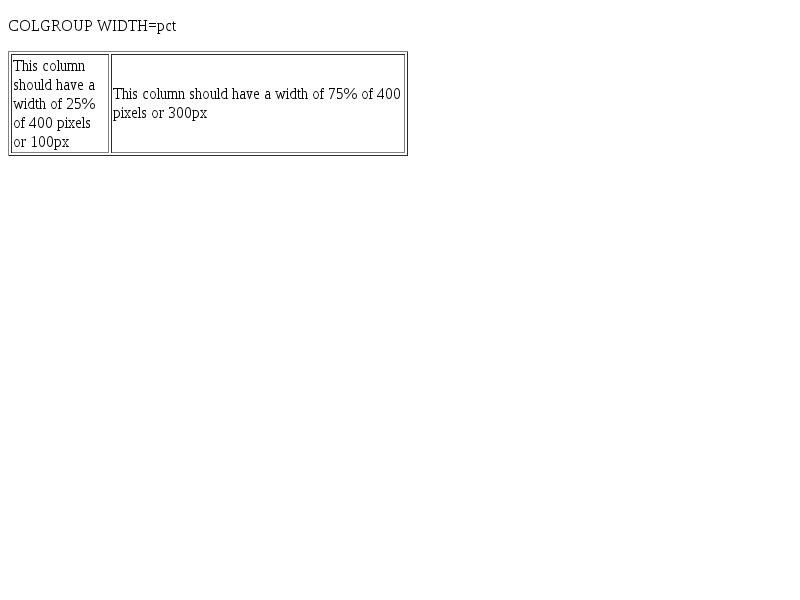 COLGROUP WIDTH=pct
This column
should have a
width of 25%
of 400 pixels
or 100px
This column should have a width of 75% of 400
pixels or 300px